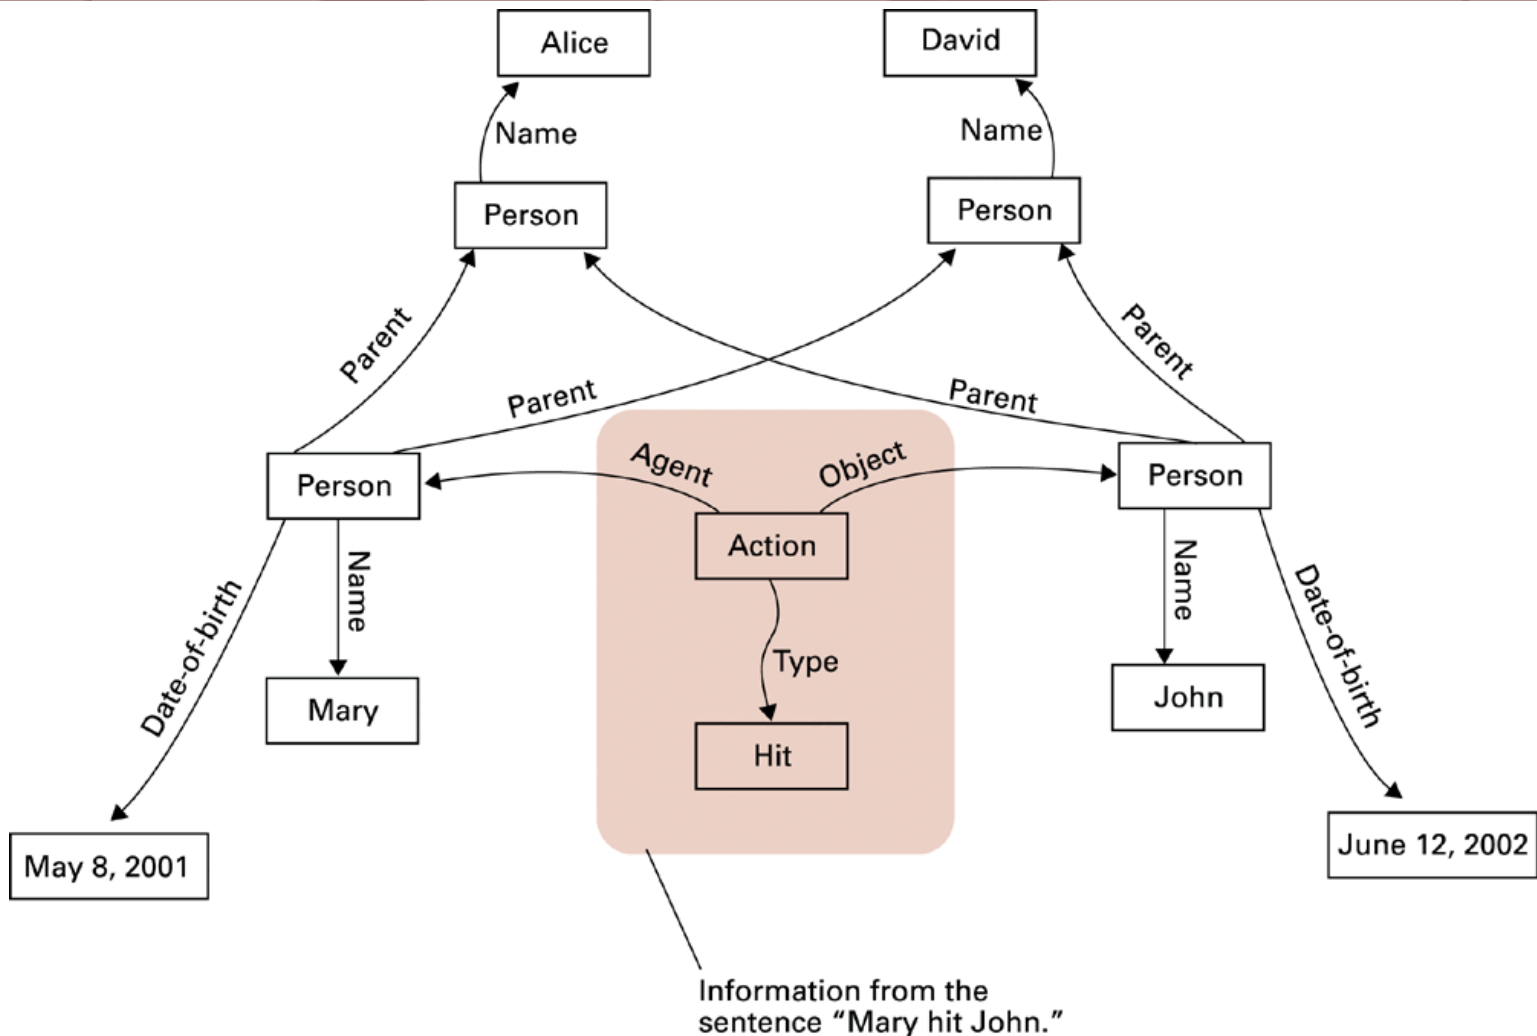 Alice
David
Name
Name
Person
Person
Parent
Parent
Parent
Parent
Agent
Object
Person
Person
Action
Name
Name
Date-of-birth
Date-of-birth
Type
Mary
John
Hit
May 8, 2001
June 12, 2002
Information from the
sentence “Mary hit John.”